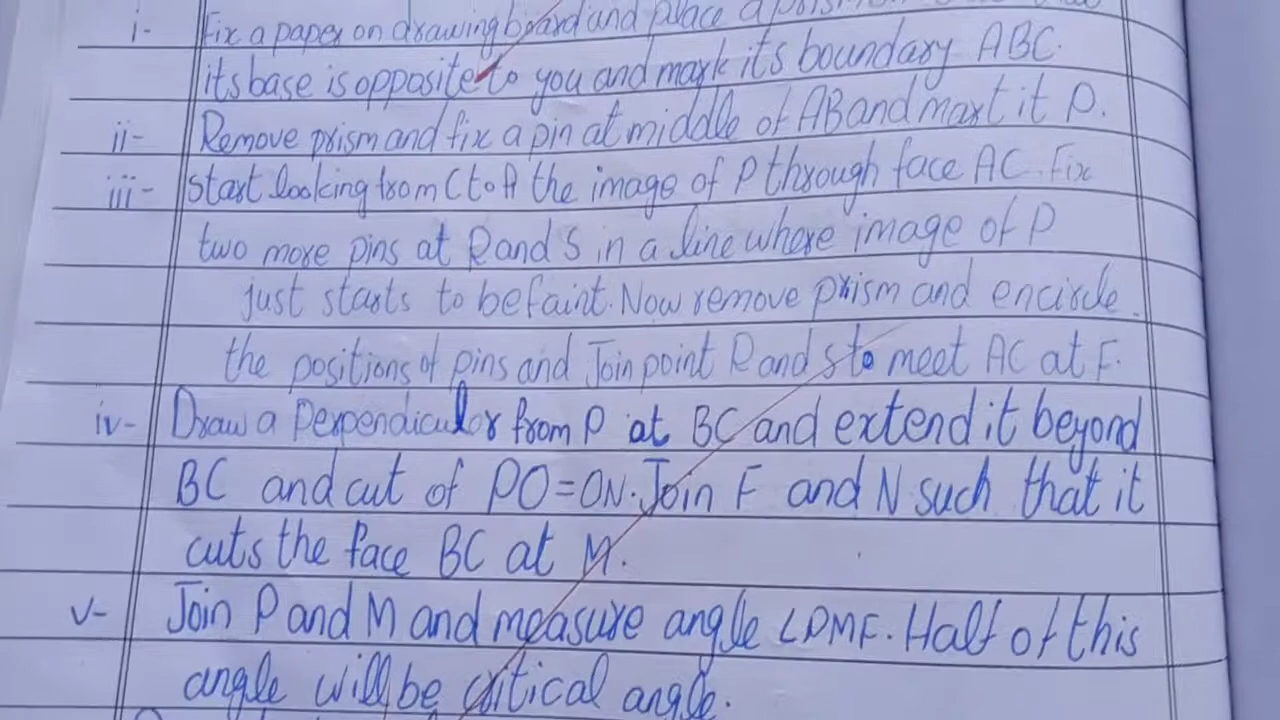 i- Fix a paper on drawing board and place a prism
its base is opposite to you and mark its boundary ABC.
ii- Remove prism and fix a pin at middle of AB and mark it P.
iii- Start looking from C to A the image of P through face AC. Fix
two more pins at R and S in a line where image of P
just starts to be faint. Now remove prism and encircle
the positions of pins and Join point R and S to meet AC at F.
iv- Draw a Perpendicular from P at BC and extend it beyond
BC and cut of PO=ON. Join F and N such that it
cuts the face BC at M.
v- Join P and M and measure angle ∠PMF. Half of this
angle will be critical angle.